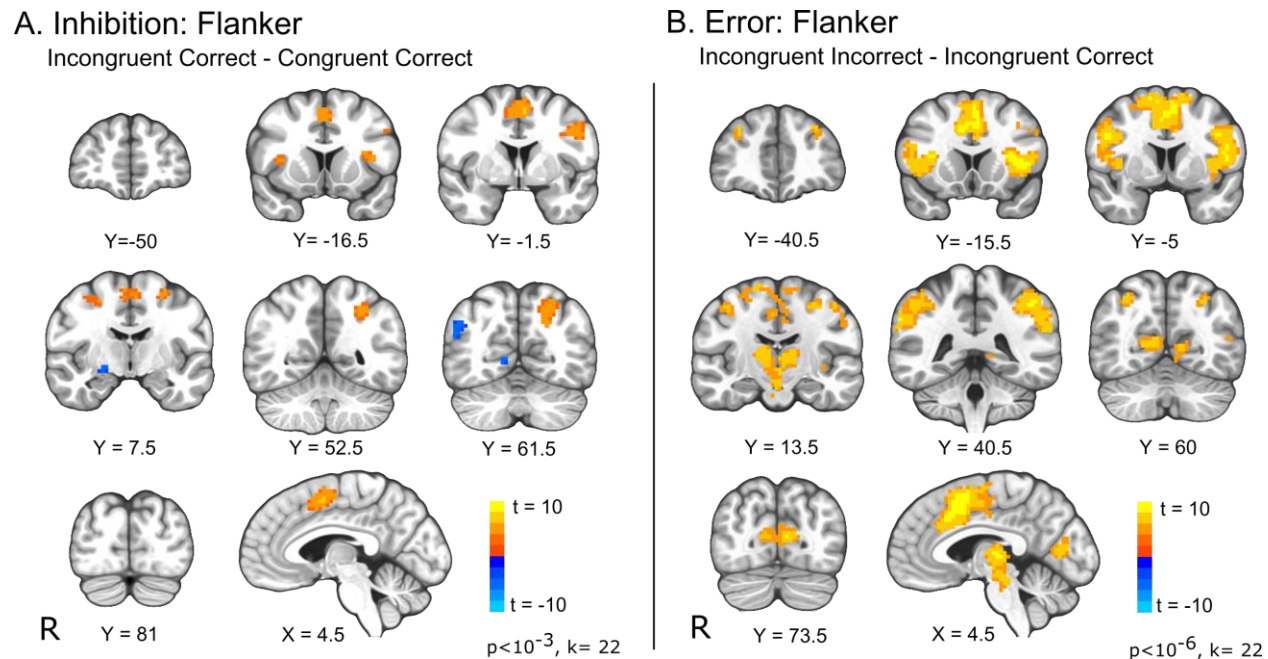 A. Inhibition: Flanker
Incongruent Correct - Congruent Correct
Y=-50
Y= -16.5
Y= -1.5
Y = 7.5
Y = 52.5
Y = 61.5
t = 10
t = -10
R
Y = 81
X = 4.5
p<10⁻³, k= 22
B. Error: Flanker
Incongruent Incorrect - Incongruent Correct
Y= -40.5
Y= -15.5
Y= -5
Y = 13.5
Y = 40.5
Y = 60
t = 10
t = -10
R
Y = 73.5
X = 4.5
p<10⁻⁶, k= 22